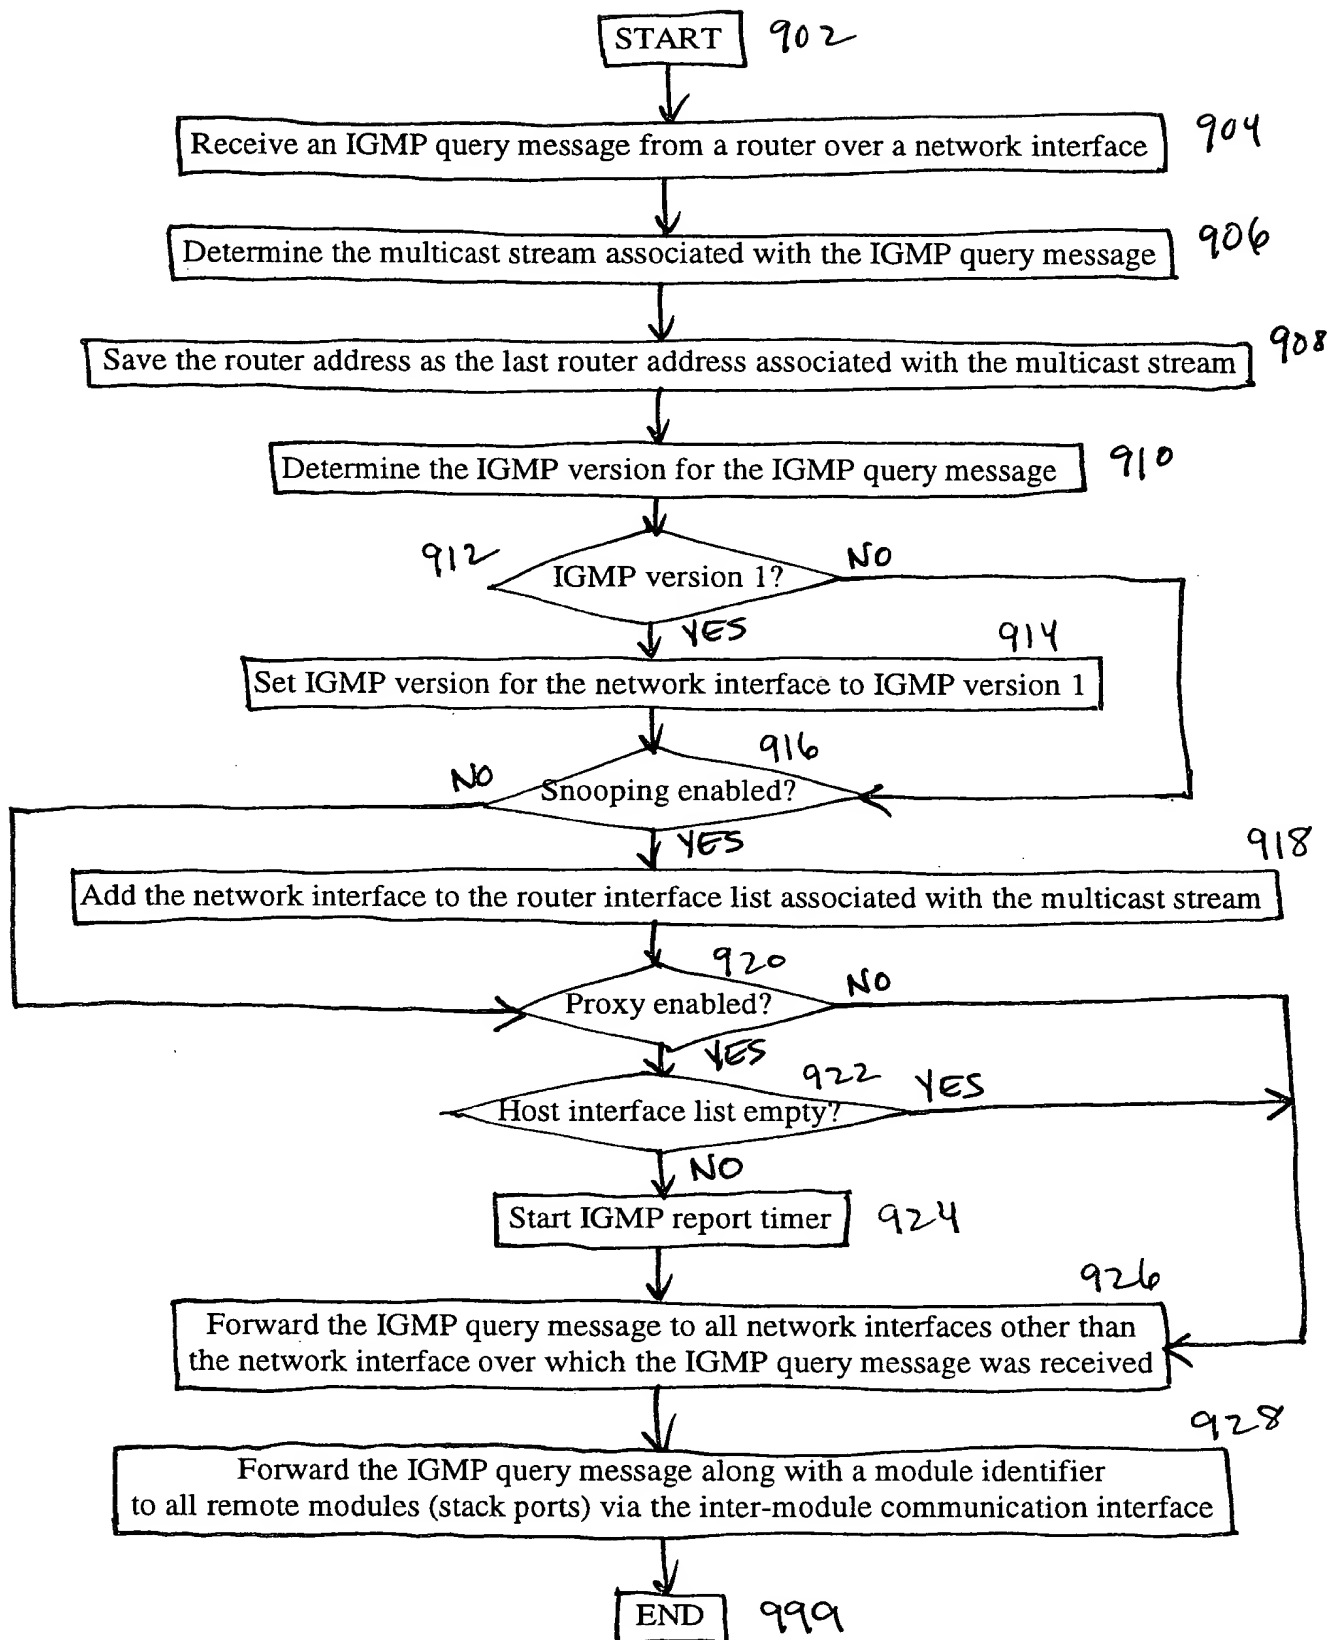 START 902
Receive an IGMP query message from a router over a network interface 904
Determine the multicast stream associated with the IGMP query message 906
Save the router address as the last router address associated with the multicast stream 908
Determine the IGMP version for the IGMP query message 910
912 IGMP version 1? NO
YES
914
Set IGMP version for the network interface to IGMP version 1
916
NO Snooping enabled?
YES
918
Add the network interface to the router interface list associated with the multicast stream
920
Proxy enabled? NO
YES
922
Host interface list empty? YES
NO
Start IGMP report timer 924
926
Forward the IGMP query message to all network interfaces other than
the network interface over which the IGMP query message was received
928
Forward the IGMP query message along with a module identifier
to all remote modules (stack ports) via the inter-module communication interface
END 999